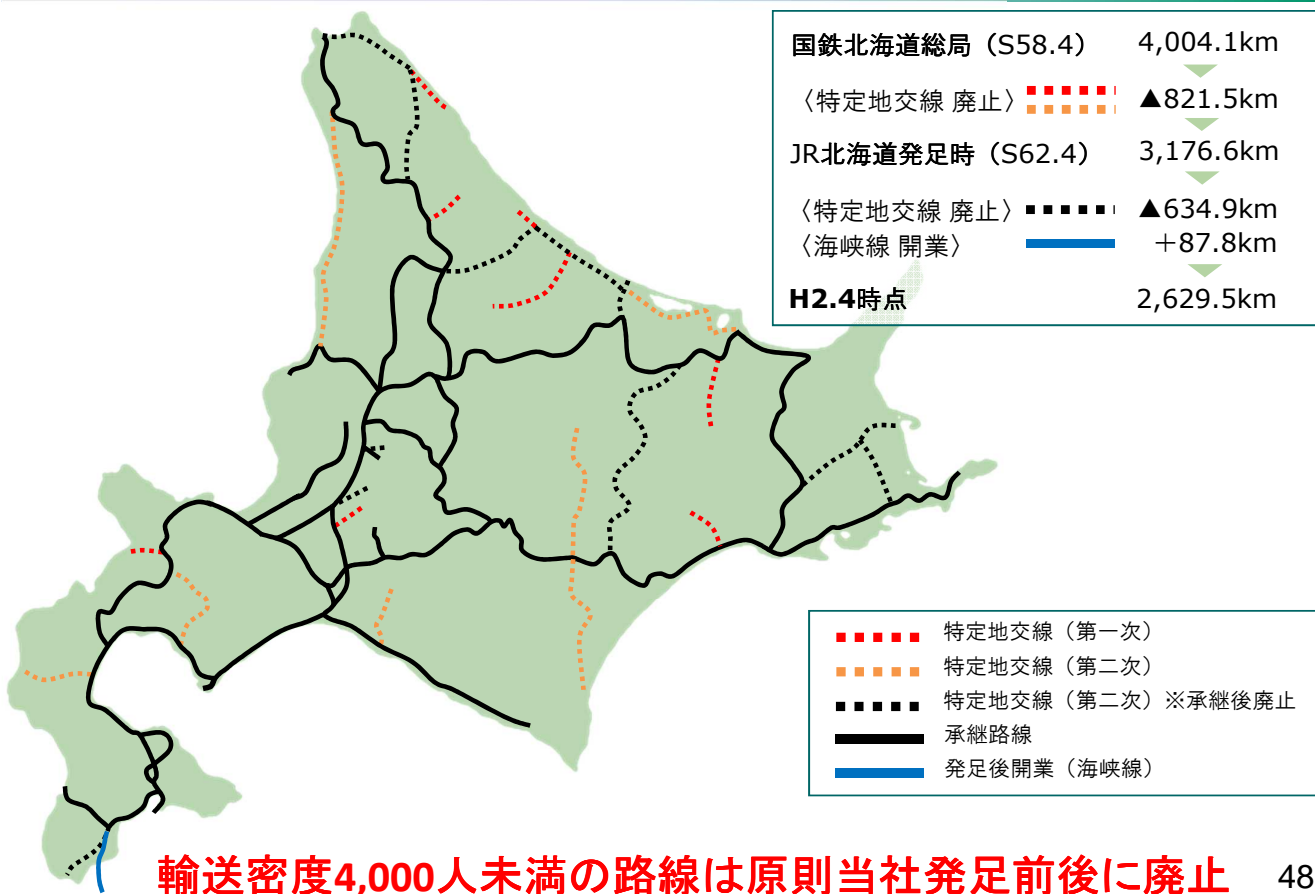 国鉄北海道総局（S58.4） 4,004.1km
〈特定地交線 廃止〉 ▲821.5km
JR北海道発足時（S62.4） 3,176.6km
〈特定地交線 廃止〉 ▲634.9km
〈海峡線 開業〉 ＋87.8km
H2.4時点 2,629.5km
特定地交線（第一次）
特定地交線（第二次）
特定地交線（第二次）※承継後廃止
承継路線
発足後開業（海峡線）
輸送密度4,000人未満の路線は原則当社発足前後に廃止
48